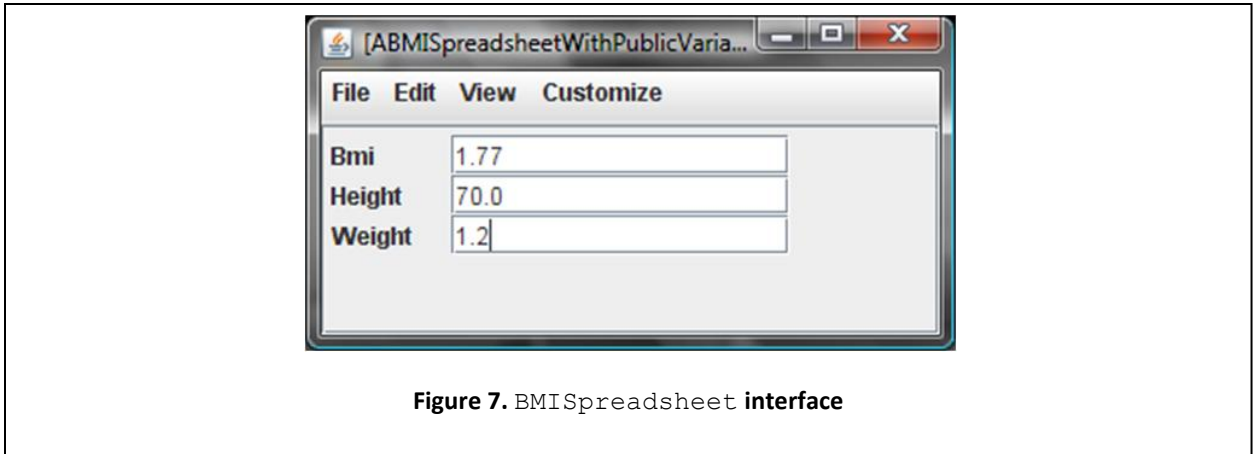 [ABMISpreadsheetWithPublicVaria...
File Edit View Customize
Bmi 1.77
Height 70.0
Weight 1.2
Figure 7. BMISpreadsheet interface